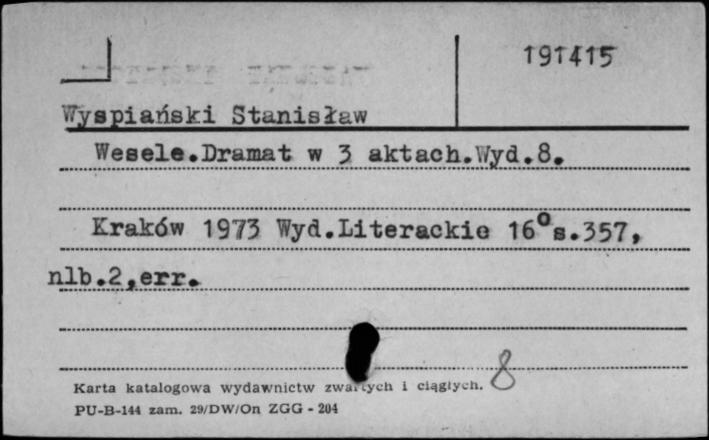 191415
Wyspiański Stanisław
Wesele.Dramat w 3 aktach.Wyd.8.
Kraków 1973 Wyd.Literackie 16°s.357,
nlb.2,err.
8
Karta katalogowa wydawnictw zwartych i ciągłych.
PU-B-144 zam. 29/DW/On ZGG - 204